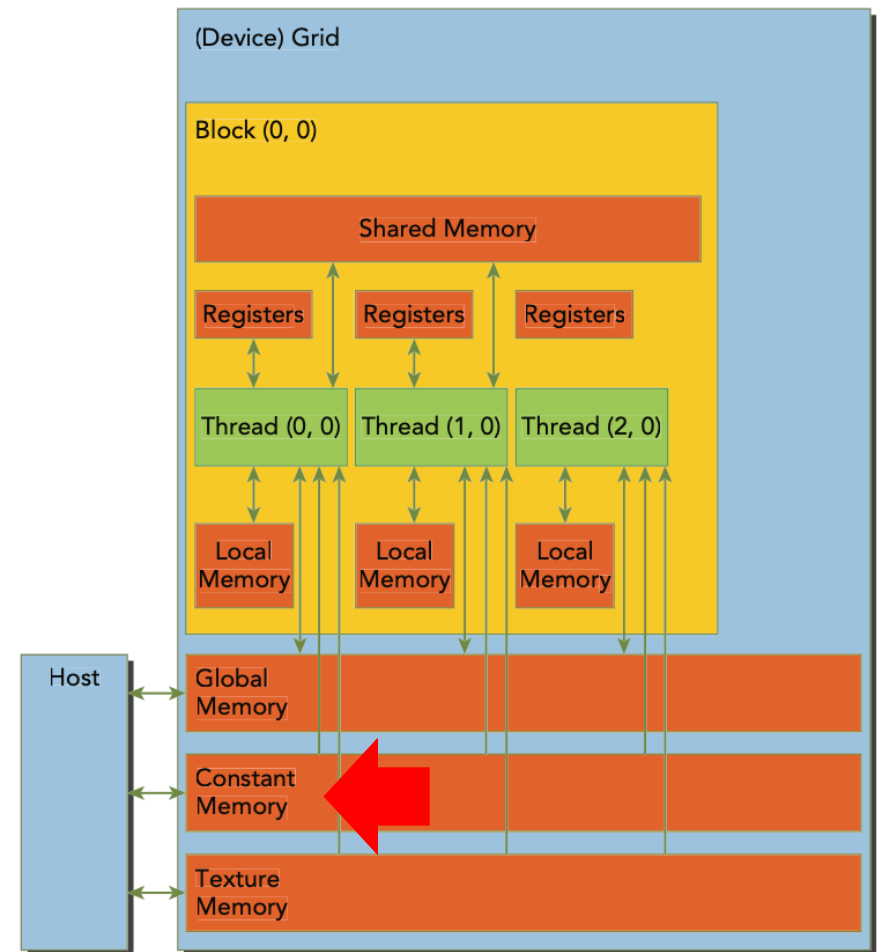 (Device) Grid
Block (0, 0)
Shared Memory
Registers
Registers
Registers
Thread (0, 0)
Thread (1, 0)
Thread (2, 0)
Local
Memory
Local
Memory
Local
Memory
Host
Global
Memory
Constant
Memory
Texture
Memory